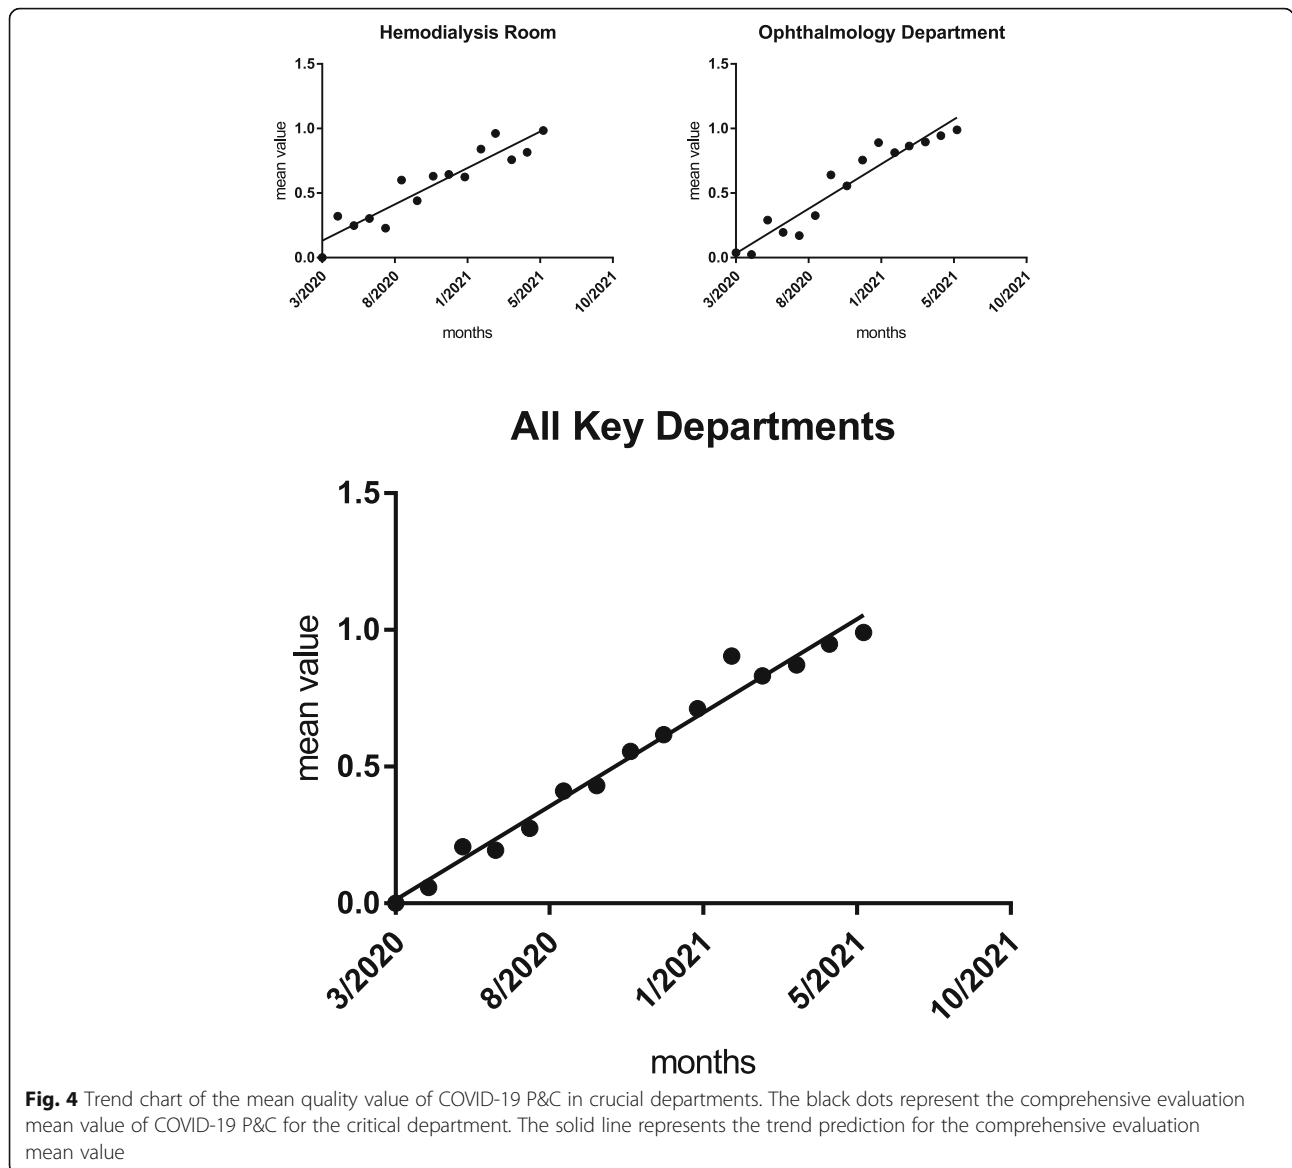 Hemodialysis Room
1.5
1.0
0.5
0.0
mean value
3/2020
8/2020
1/2021
5/2021
10/2021
months
Ophthalmology Department
1.5
1.0
0.5
0.0
mean value
3/2020
8/2020
1/2021
5/2021
10/2021
months
All Key Departments
1.5
1.0
0.5
0.0
mean value
3/2020
8/2020
1/2021
5/2021
10/2021
months
Fig. 4 Trend chart of the mean quality value of COVID-19 P&C in crucial departments. The black dots represent the comprehensive evaluation
mean value of COVID-19 P&C for the critical department. The solid line represents the trend prediction for the comprehensive evaluation
mean value